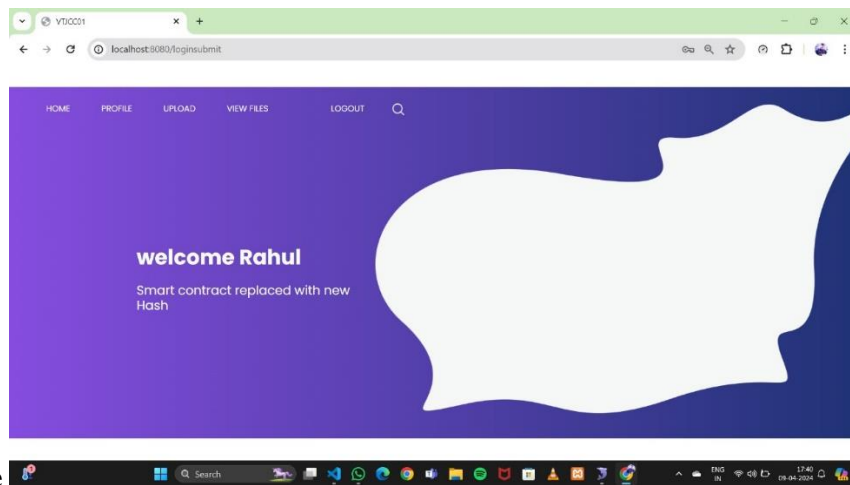 VTJCC01
localhost:8080/loginsubmit
HOME PROFILE UPLOAD VIEW FILES LOGOUT
welcome Rahul
Smart contract replaced with new
Hash
Search
ENG
IN
17:40
09-04-2024